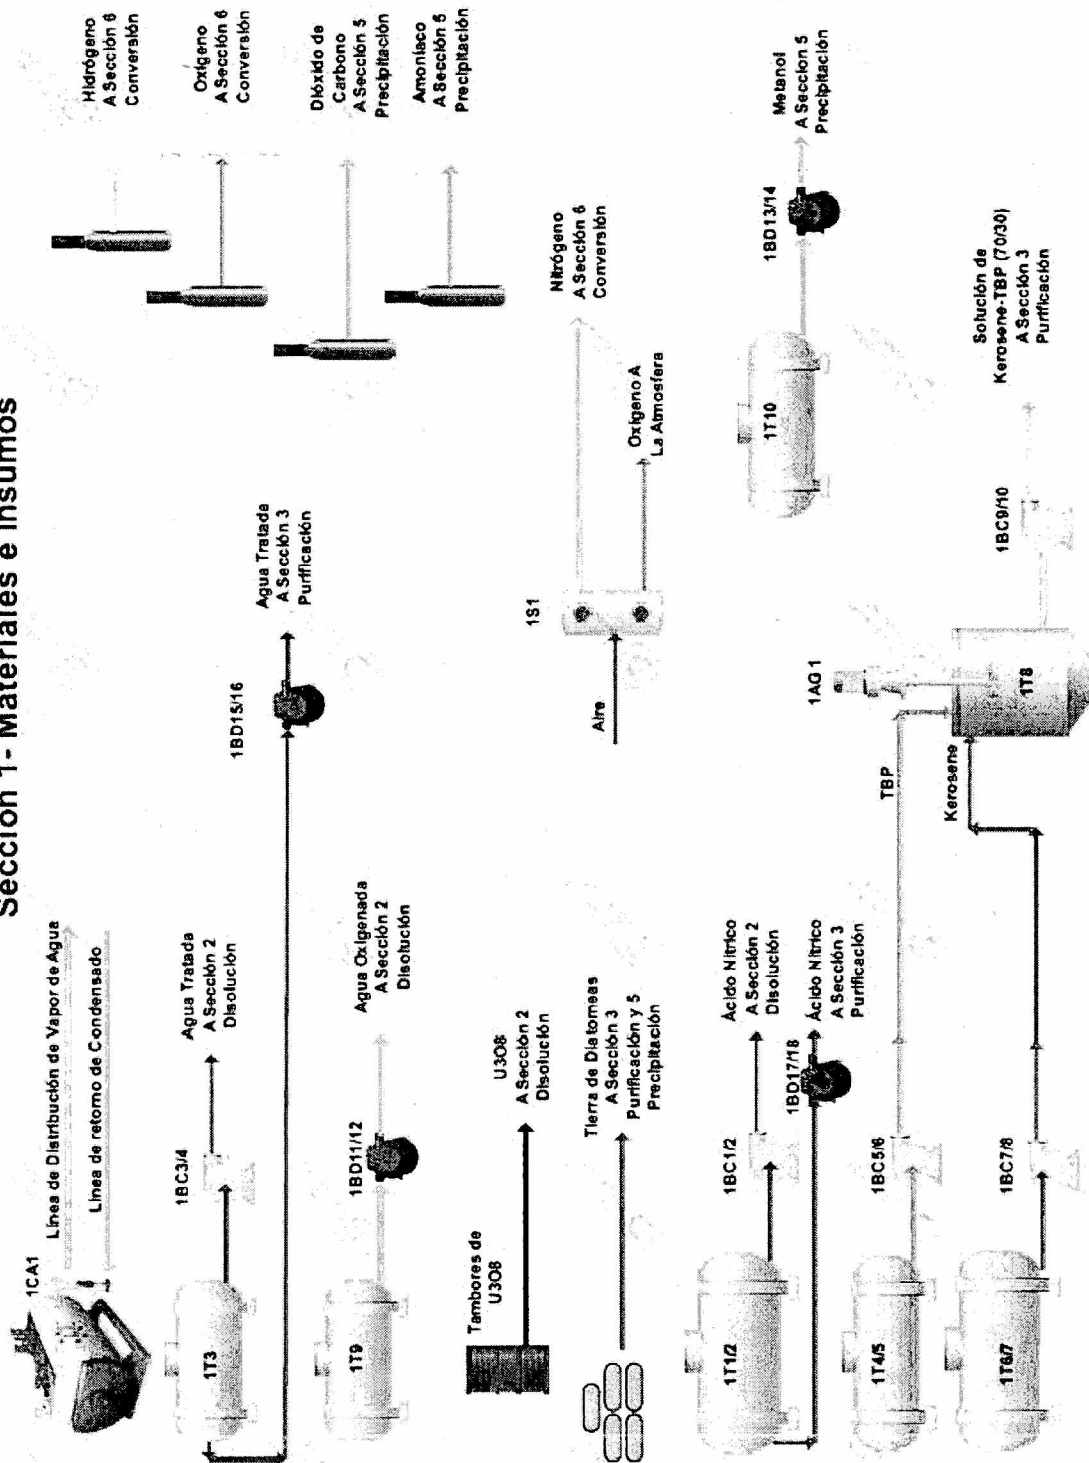 Sección 1- Materiales e insumos
1CA1
Línea de Distribución de Vapor de Agua
Línea de retorno de Condensado
Hidrógeno
A Sección 6
Conversión
Oxígeno
A Sección 6
Conversión
Dióxido de
Carbono
A Sección 5
Precipitación
Amoníaco
A Sección 5
Precipitación
1T3
1BC3/4
Agua Tratada
A Sección 2
Disolución
1BD15/16
Agua Tratada
A Sección 3
Purificación
1T9
1BD11/12
Agua Oxigenada
A Sección 2
Disolución
Tambores de
U3O8
U3O8
A Sección 2
Disolución
Aire
1S1
Nitrógeno
A Sección 6
Conversión
Oxígeno A
La Atmosfera
Tierra de Diatomeas
A Sección 3
Purificación y 5
Precipitación
1T1/2
1BC1/2
Ácido Nítrico
A Sección 2
Disolución
1BD17/18
Ácido Nítrico
A Sección 3
Purificación
1T10
1BD13/14
Metanol
A Seccion 5
Precipitación
1T4/5
1BC5/6
TBP
1AG1
1T6/7
1BC7/8
Kerosene
1T8
1BC9/10
Solución de
Kerosene-TBP (70/30)
A Sección 3
Purificación